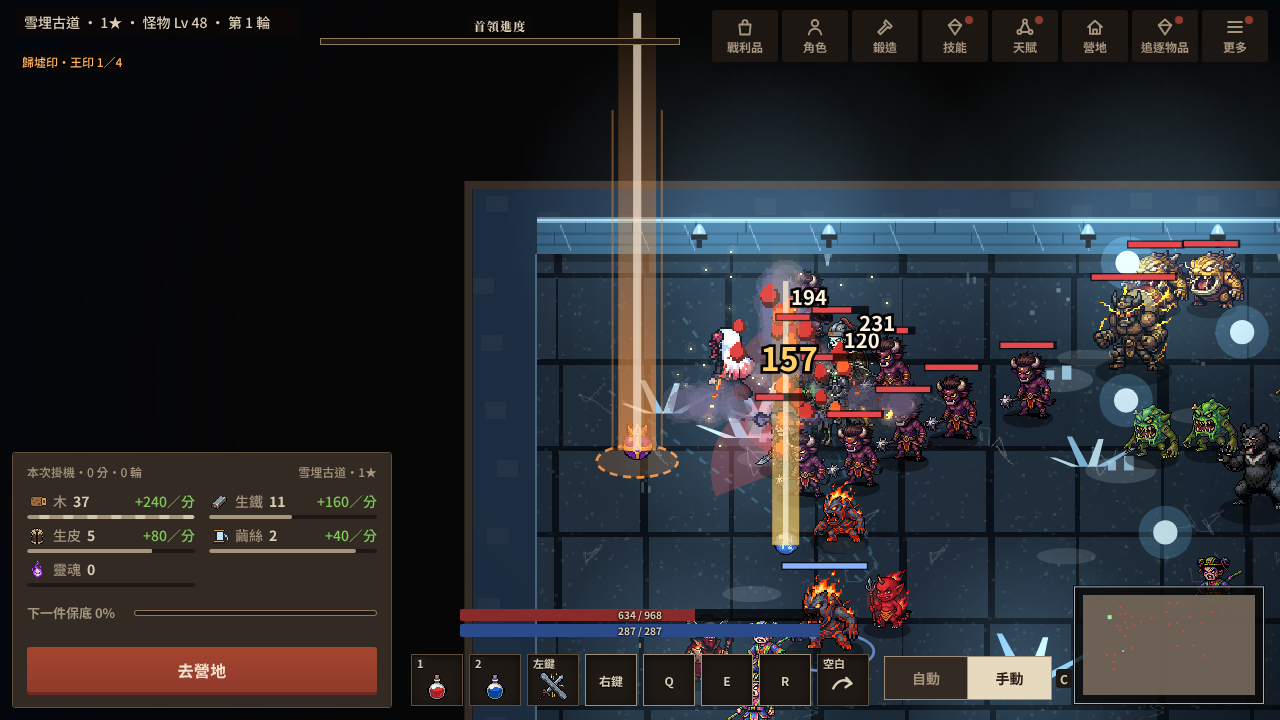 雪埋古道 · 1★ · 怪物 Lv 48 · 第 1 輪
歸墟印 · 王印 1／4
首領進度
戰利品
角色
鍛造
技能
天賦
營地
追逐物品
更多
194
231
120
157
本次掛機 · 0 分 · 0 輪
雪埋古道 · 1★
木 37 +240／分
生鐵 11 +160／分
生皮 5 +80／分
繭絲 2 +40／分
靈魂 0
下一件保底 0%
去營地
634 / 968
287 / 287
1
2
左鍵
右鍵
Q
E
R
空白
自動
手動
C